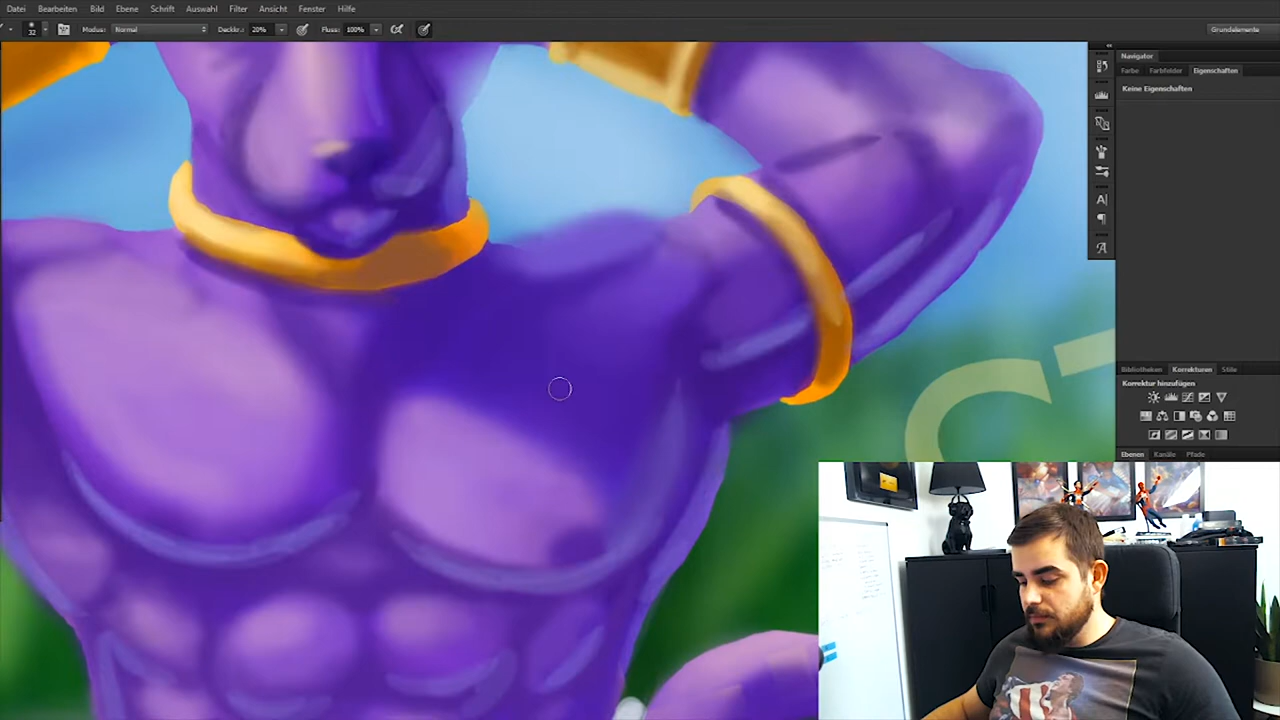 Datei Bearbeiten Bild Ebene Schrift Auswahl Filter Ansicht Fenster Hilfe
32 Modus: Normal Deckkr.: 20% Fluss: 100% Grundelemente
Navigator
Farbe Farbfelder Eigenschaften
Keine Eigenschaften
Bibliotheken Korrekturen Stile
Korrektur hinzufügen
Ebenen Kanäle Pfade